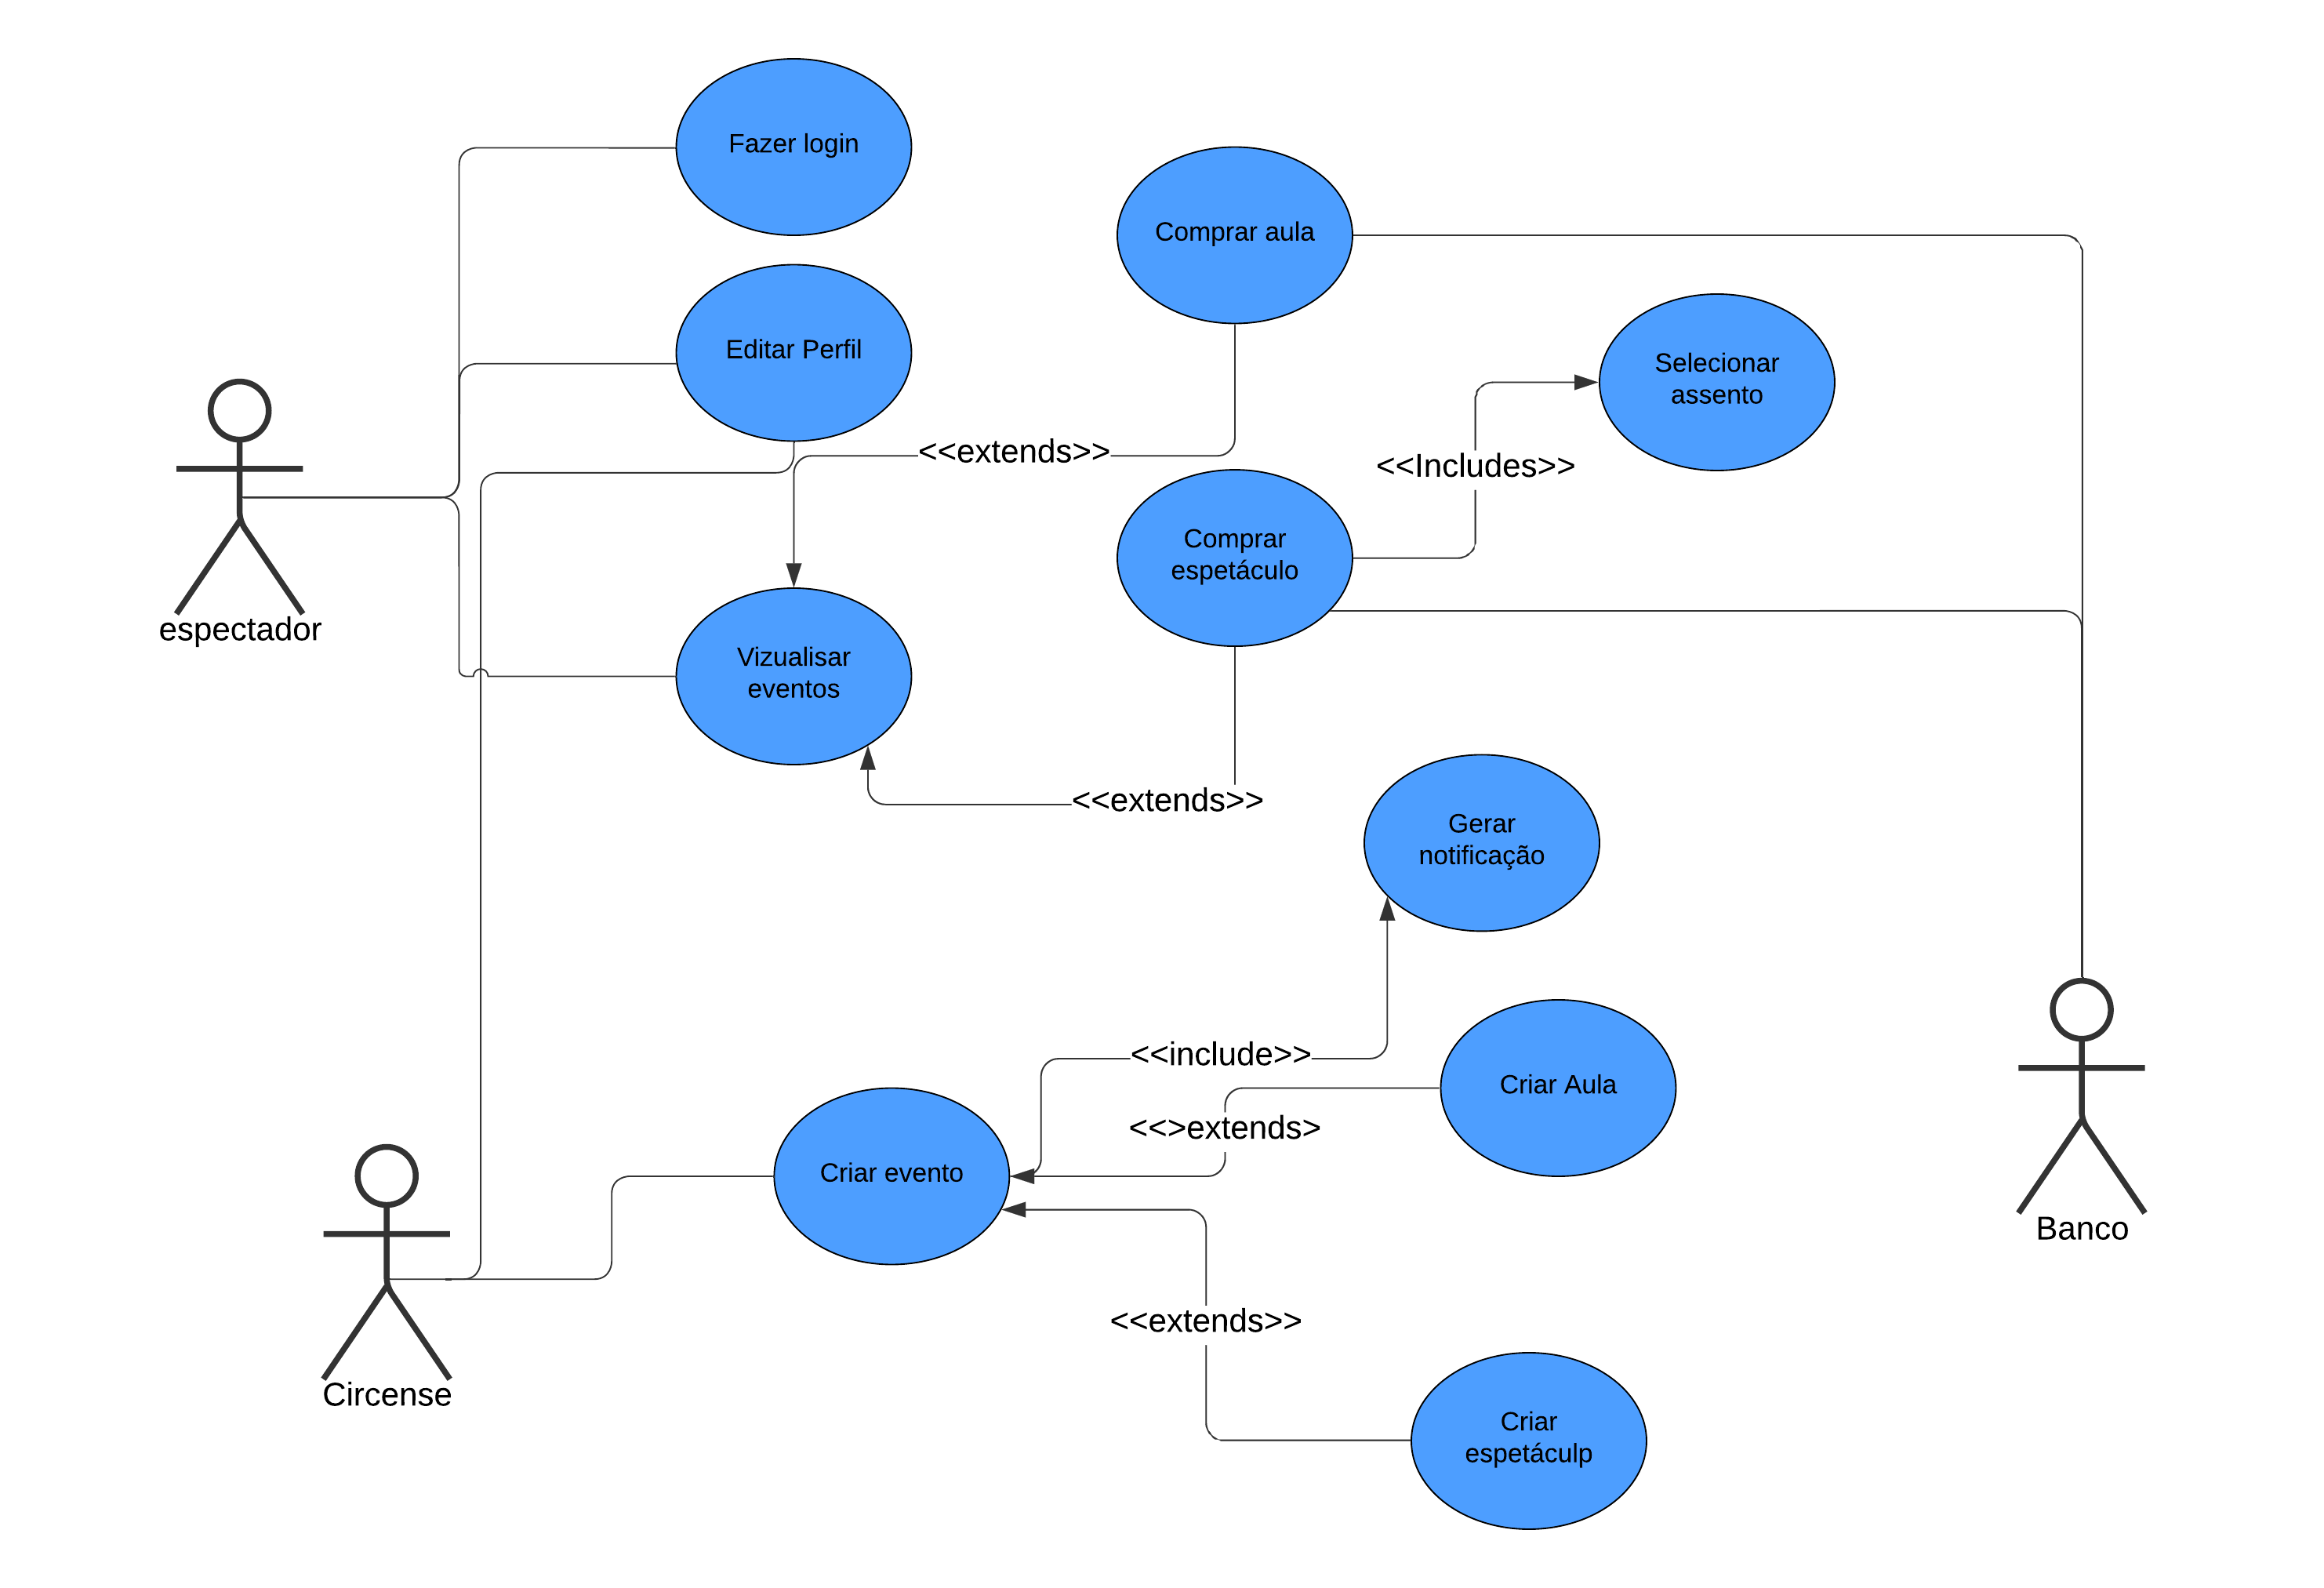 Fazer login
Comprar aula
Editar Perfil
Selecionar
assento
<<extends>>
<<Includes>>
Comprar
espetáculo
espectador
Vizualisar
eventos
<<extends>>
Gerar
notificação
<<include>>
Criar Aula
<<>extends>
Criar evento
Banco
<<extends>>
Circense
Criar
espetáculp